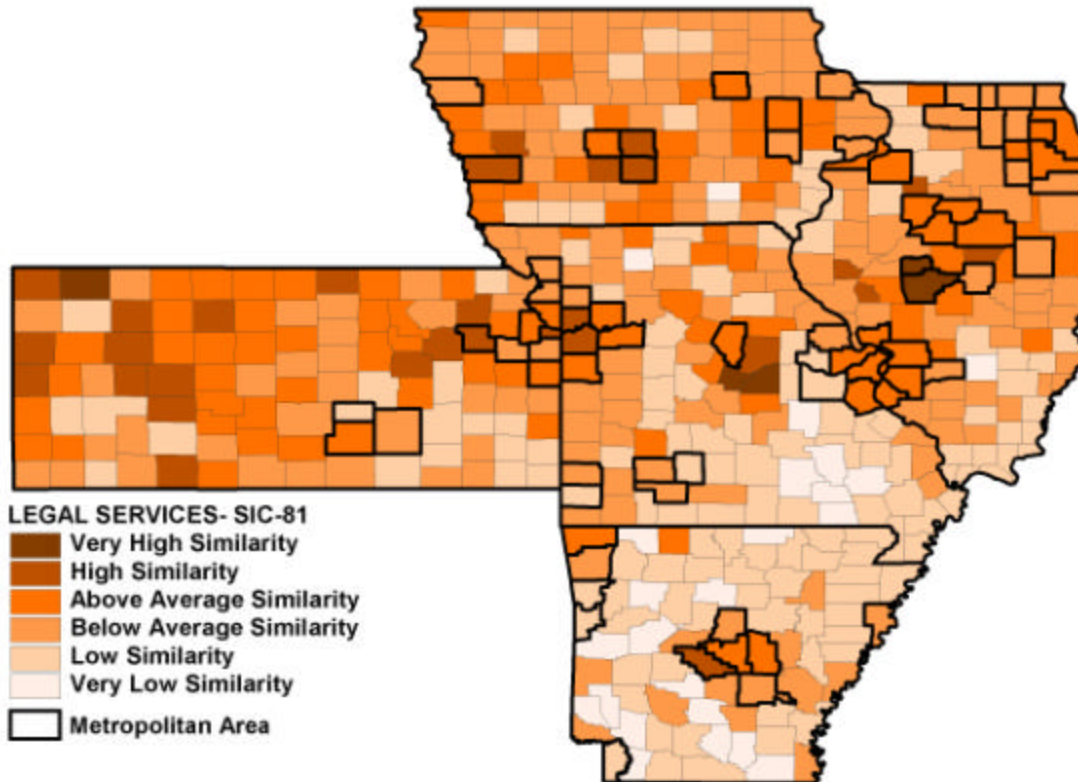 LEGAL SERVICES- SIC-81
Very High Similarity
High Similarity
Above Average Similarity
Below Average Similarity
Low Similarity
Very Low Similarity
Metropolitan Area